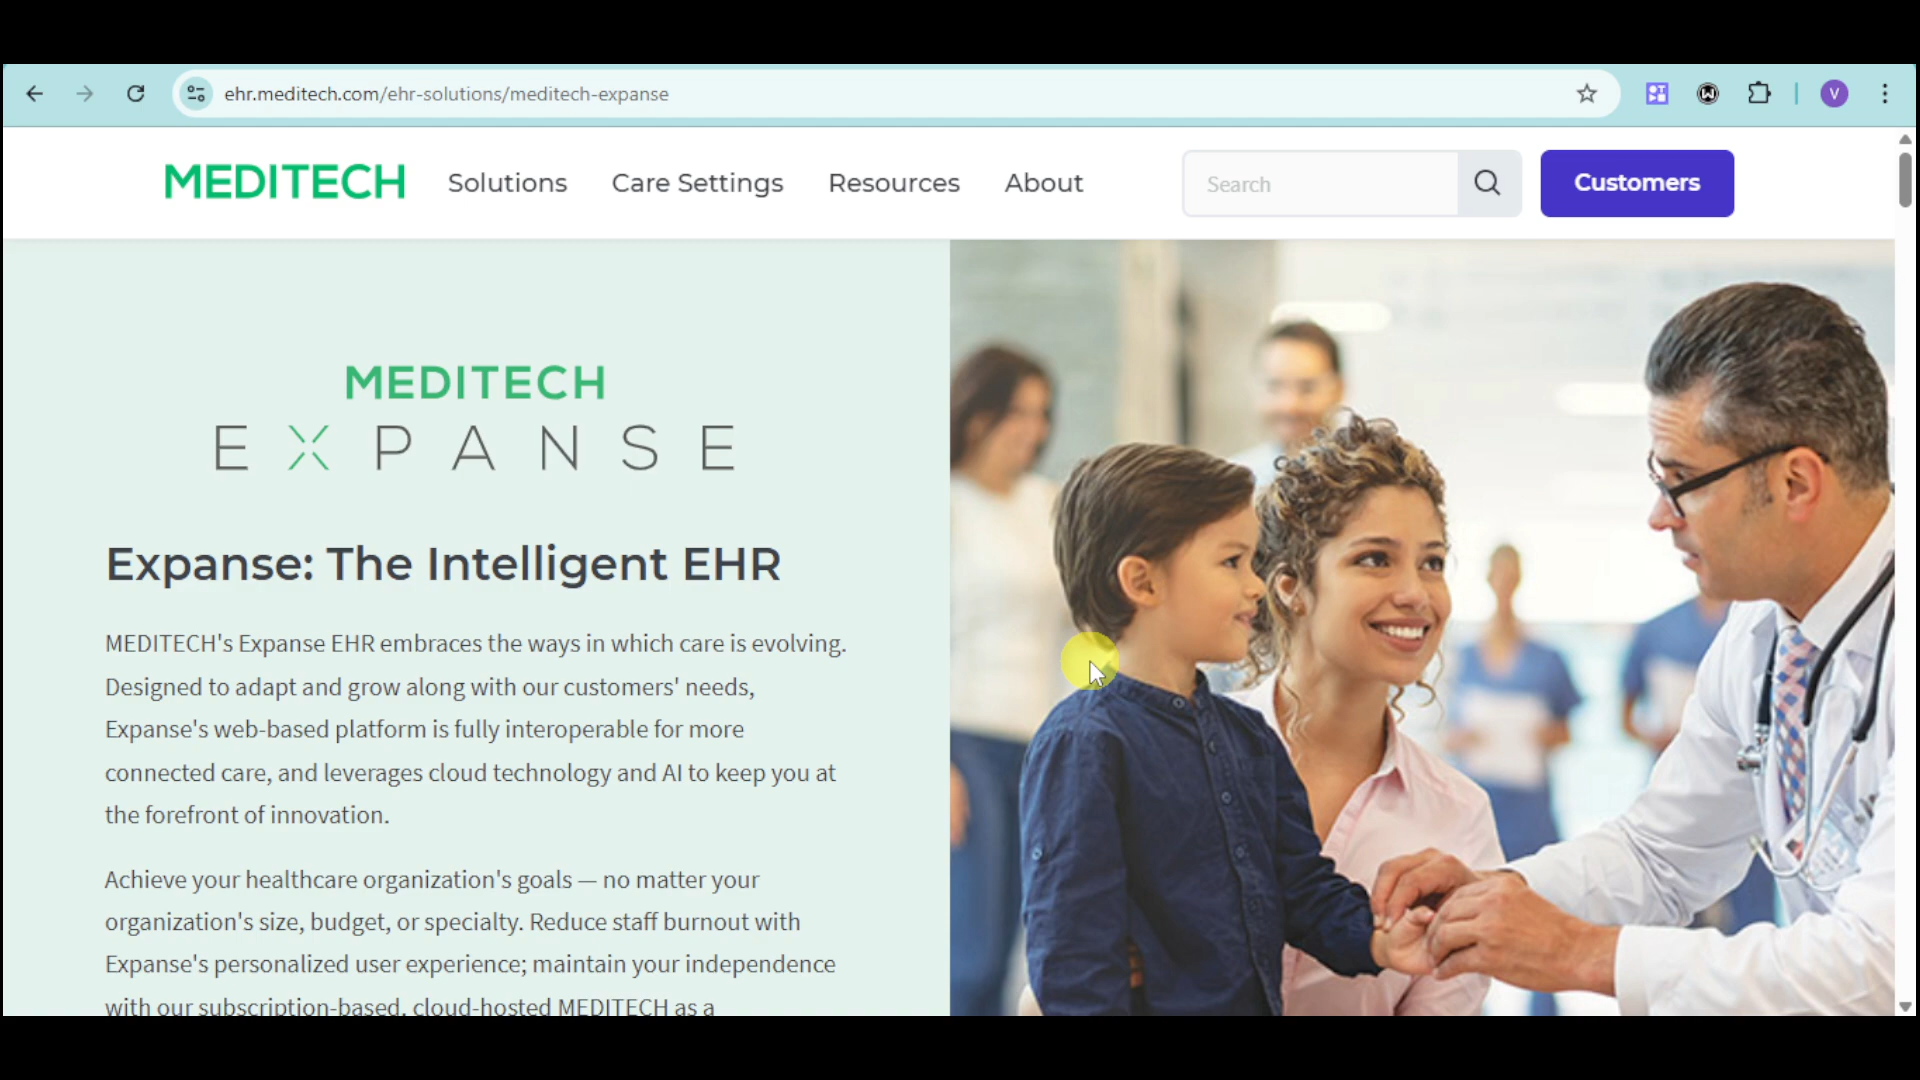 ehr.meditech.com/ehr-solutions/meditech-expanse
V
MEDITECH
Solutions
Care Settings
Resources
About
Search
Customers
MEDITECH
EXPANSE
Expanse: The Intelligent EHR
MEDITECH's Expanse EHR embraces the ways in which care is evolving.
Designed to adapt and grow along with our customers' needs,
Expanse's web-based platform is fully interoperable for more
connected care, and leverages cloud technology and AI to keep you at
the forefront of innovation.
Achieve your healthcare organization's goals — no matter your
organization's size, budget, or specialty. Reduce staff burnout with
Expanse's personalized user experience; maintain your independence
with our subscription-based, cloud-hosted MEDITECH as a